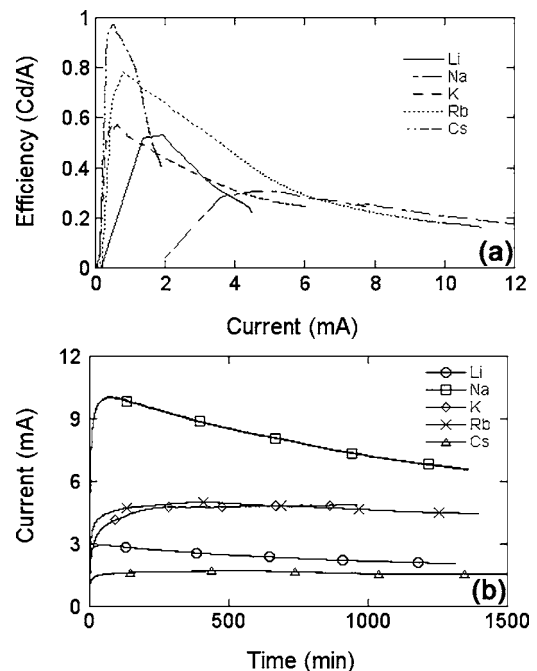 1
0.8
0.6
0.4
0.2
0
Efficiency (Cd/A)
Li
Na
K
Rb
Cs
(a)
0 2 4 6 8 10 12
Current (mA)
12
9
6
3
0
Current (mA)
Li
Na
K
Rb
Cs
(b)
0 500 1000 1500
Time (min)